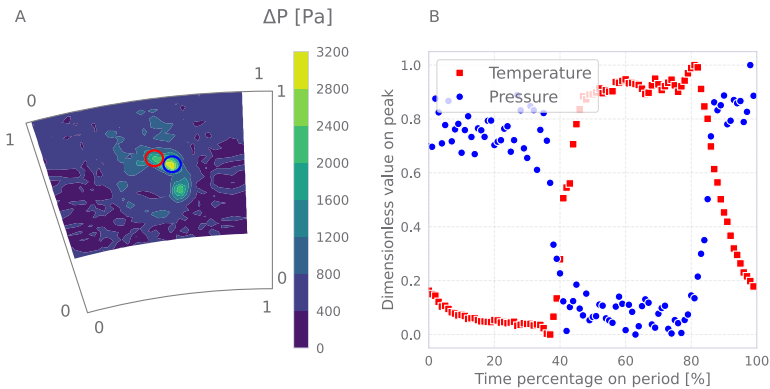 A
ΔP [Pa]
B
0
1
1
1
0
0
0
1
3200
2800
2400
2000
1600
1200
800
400
0
Dimensionless value on peak
1.0
0.8
0.6
0.4
0.2
0.0
Temperature
Pressure
0 20 40 60 80 100
Time percentage on period [%]